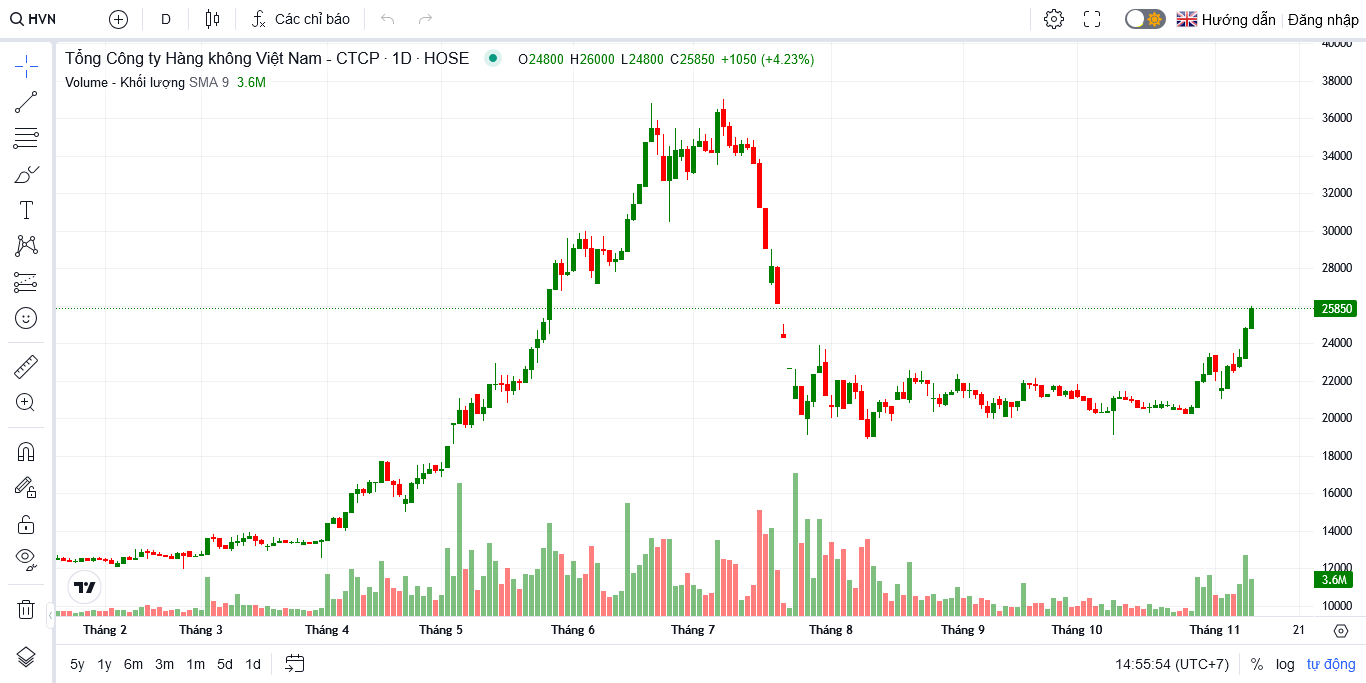 HVN D Các chỉ báo Hướng dẫn Đăng nhập
Tổng Công ty Hàng không Việt Nam - CTCP · 1D · HOSE O24800 H26000 L24800 C25850 +1050 (+4.23%)
Volume - Khối lượng SMA 9 3.6M
40000
38000
36000
34000
32000
30000
28000
25850
24000
22000
20000
18000
16000
14000
12000
3.6M
10000
Tháng 2 Tháng 3 Tháng 4 Tháng 5 Tháng 6 Tháng 7 Tháng 8 Tháng 9 Tháng 10 Tháng 11 21
5y 1y 6m 3m 1m 5d 1d 14:55:54 (UTC+7) % log tự động